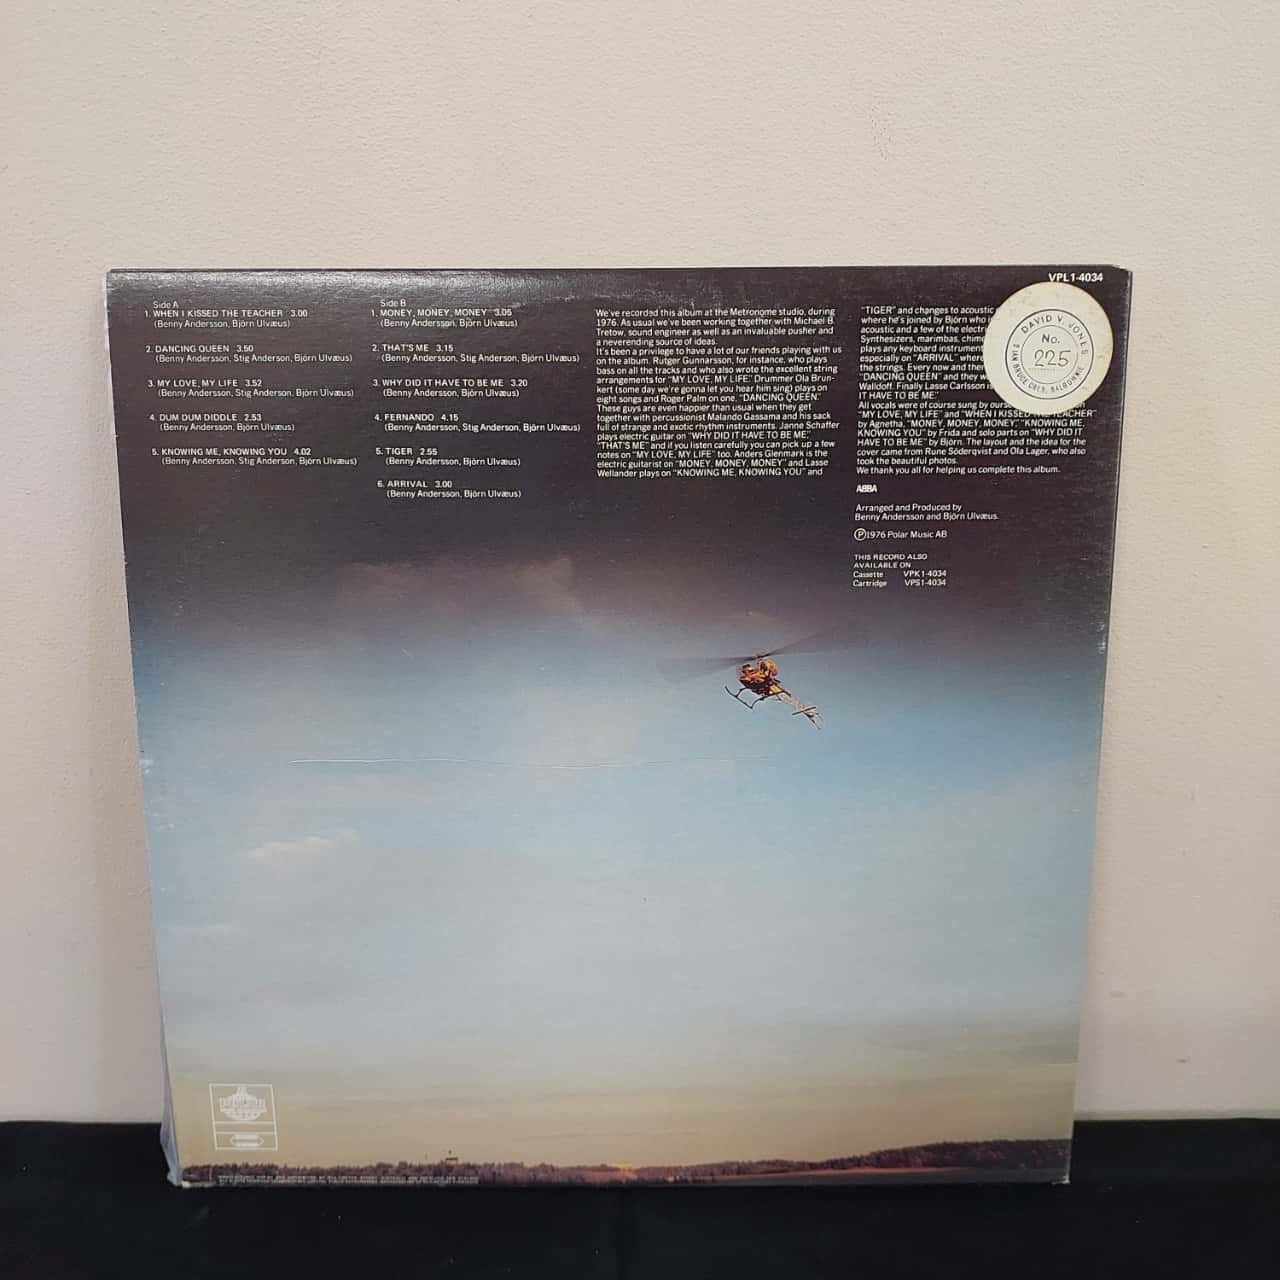 VPL1-4034
Side A
1. WHEN I KISSED THE TEACHER 3.00
(Benny Andersson, Björn Ulvæus)
2. DANCING QUEEN 3.50
(Benny Andersson, Stig Anderson, Björn Ulvæus)
3. MY LOVE, MY LIFE 3.52
(Benny Andersson, Stig Anderson, Björn Ulvæus)
4. DUM DUM DIDDLE 2.53
(Benny Andersson, Björn Ulvæus)
5. KNOWING ME, KNOWING YOU 4.02
(Benny Andersson, Stig Anderson, Björn Ulvæus)
Side B
1. MONEY, MONEY, MONEY 3.05
(Benny Andersson, Björn Ulvæus)
2. THAT'S ME 3.15
(Benny Andersson, Stig Anderson, Björn Ulvæus)
3. WHY DID IT HAVE TO BE ME 3.20
(Benny Andersson, Björn Ulvæus)
4. FERNANDO 4.15
(Benny Andersson, Stig Anderson, Björn Ulvæus)
5. TIGER 2.55
(Benny Andersson, Björn Ulvæus)
6. ARRIVAL 3.00
(Benny Andersson, Björn Ulvæus)
We've recorded this album at the Metronome studio, during
1976. As usual we've been working together with Michael B.
Tretow, sound engineer as well as an invaluable pusher and
a neverending source of ideas.
It's been a privilege to have a lot of our friends playing with us
on the album. Rutger Gunnarsson, for instance, who plays
bass on all the tracks and who also wrote the excellent string
arrangements for "MY LOVE, MY LIFE." Drummer Ola Brun-
kert (some day we're gonna let you hear him sing) plays on
eight songs and Roger Palm on one, "DANCING QUEEN."
These guys are even happier than usual when they get
together with percussionist Malando Gassama and his sack
full of strange and exotic rhythm instruments. Janne Schaffer
plays electric guitar on "WHY DID IT HAVE TO BE ME,"
"THAT'S ME" and if you listen carefully you can pick up a few
notes on "MY LOVE, MY LIFE" too. Anders Glenmark is the
electric guitarist on "MONEY, MONEY, MONEY" and Lasse
Wellander plays on "KNOWING ME, KNOWING YOU" and
"TIGER" and changes to acoustic
where he's joined by Björn who
acoustic and a few of the electri
Synthesizers, marimbas, chim
plays any keyboard instrument
especially on "ARRIVAL" where
the strings. Every now and then
"DANCING QUEEN" and they w
Walldoff. Finally Lasse Carlsson
IT HAVE TO BE ME"
All vocals were of course sung by
"MY LOVE, MY LIFE" and "WHEN I KISSED THE TEACHER"
by Agnetha, "MONEY, MONEY, MONEY," "KNOWING ME,
KNOWING YOU" by Frida and solo parts on "WHY DID IT
HAVE TO BE ME" by Björn. The layout and the idea for the
cover came from Rune Söderqvist and Ola Lager, who also
took the beautiful photos.
We thank you all for helping us complete this album.
ABBA
Arranged and Produced by
Benny Andersson and Björn Ulvæus.
℗1976 Polar Music AB
THIS RECORD ALSO
AVAILABLE ON
Cassette VPK1-4034
Cartridge VPS1-4034
DAVID V. JONES
No.
225